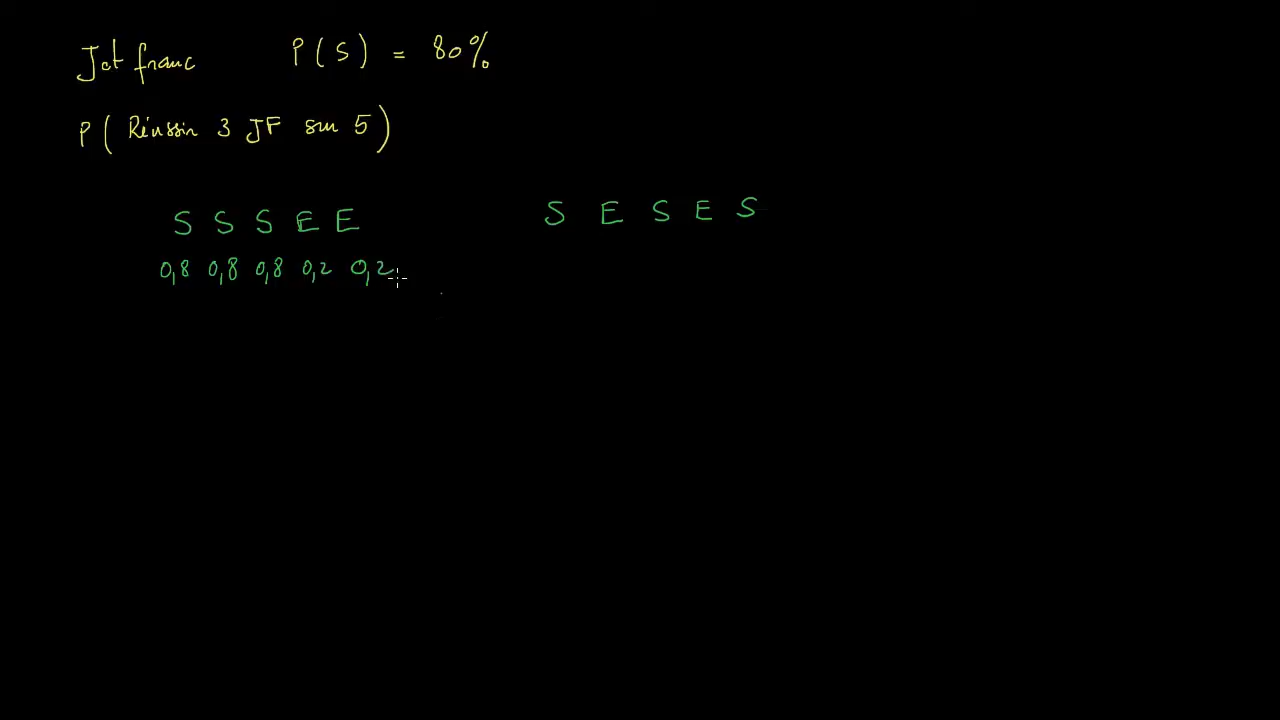 Jet franc P(S) = 80%
P(Réussir 3 JF sur 5)
S S S E E S E S E S
0,8 0,8 0,8 0,2 0,2